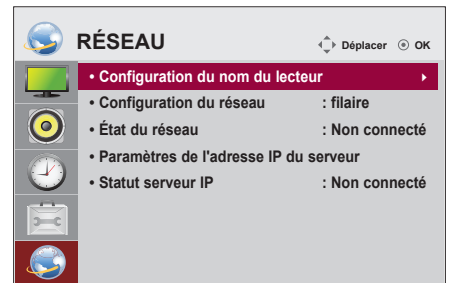 RÉSEAU
Déplacer OK
• Configuration du nom du lecteur
• Configuration du réseau : filaire
• État du réseau : Non connecté
• Paramètres de l'adresse IP du serveur
• Statut serveur IP : Non connecté